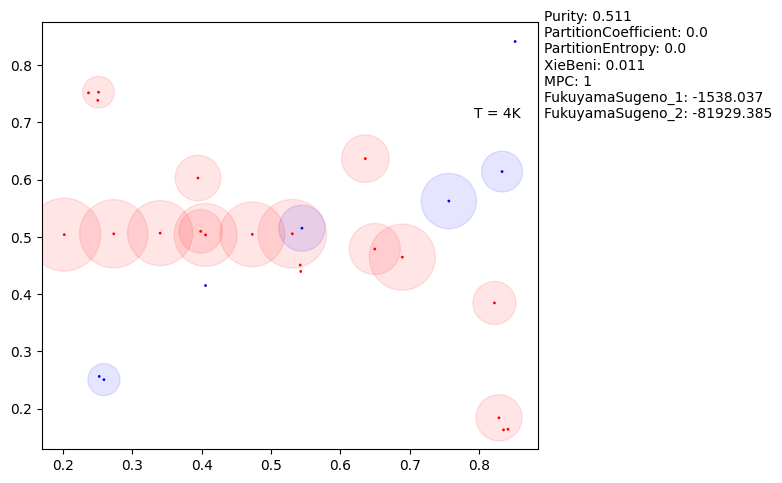 Purity: 0.511
PartitionCoefficient: 0.0
PartitionEntropy: 0.0
XieBeni: 0.011
MPC: 1
FukuyamaSugeno_1: -1538.037
FukuyamaSugeno_2: -81929.385
T = 4K
0.8
0.7
0.6
0.5
0.4
0.3
0.2
0.2 0.3 0.4 0.5 0.6 0.7 0.8